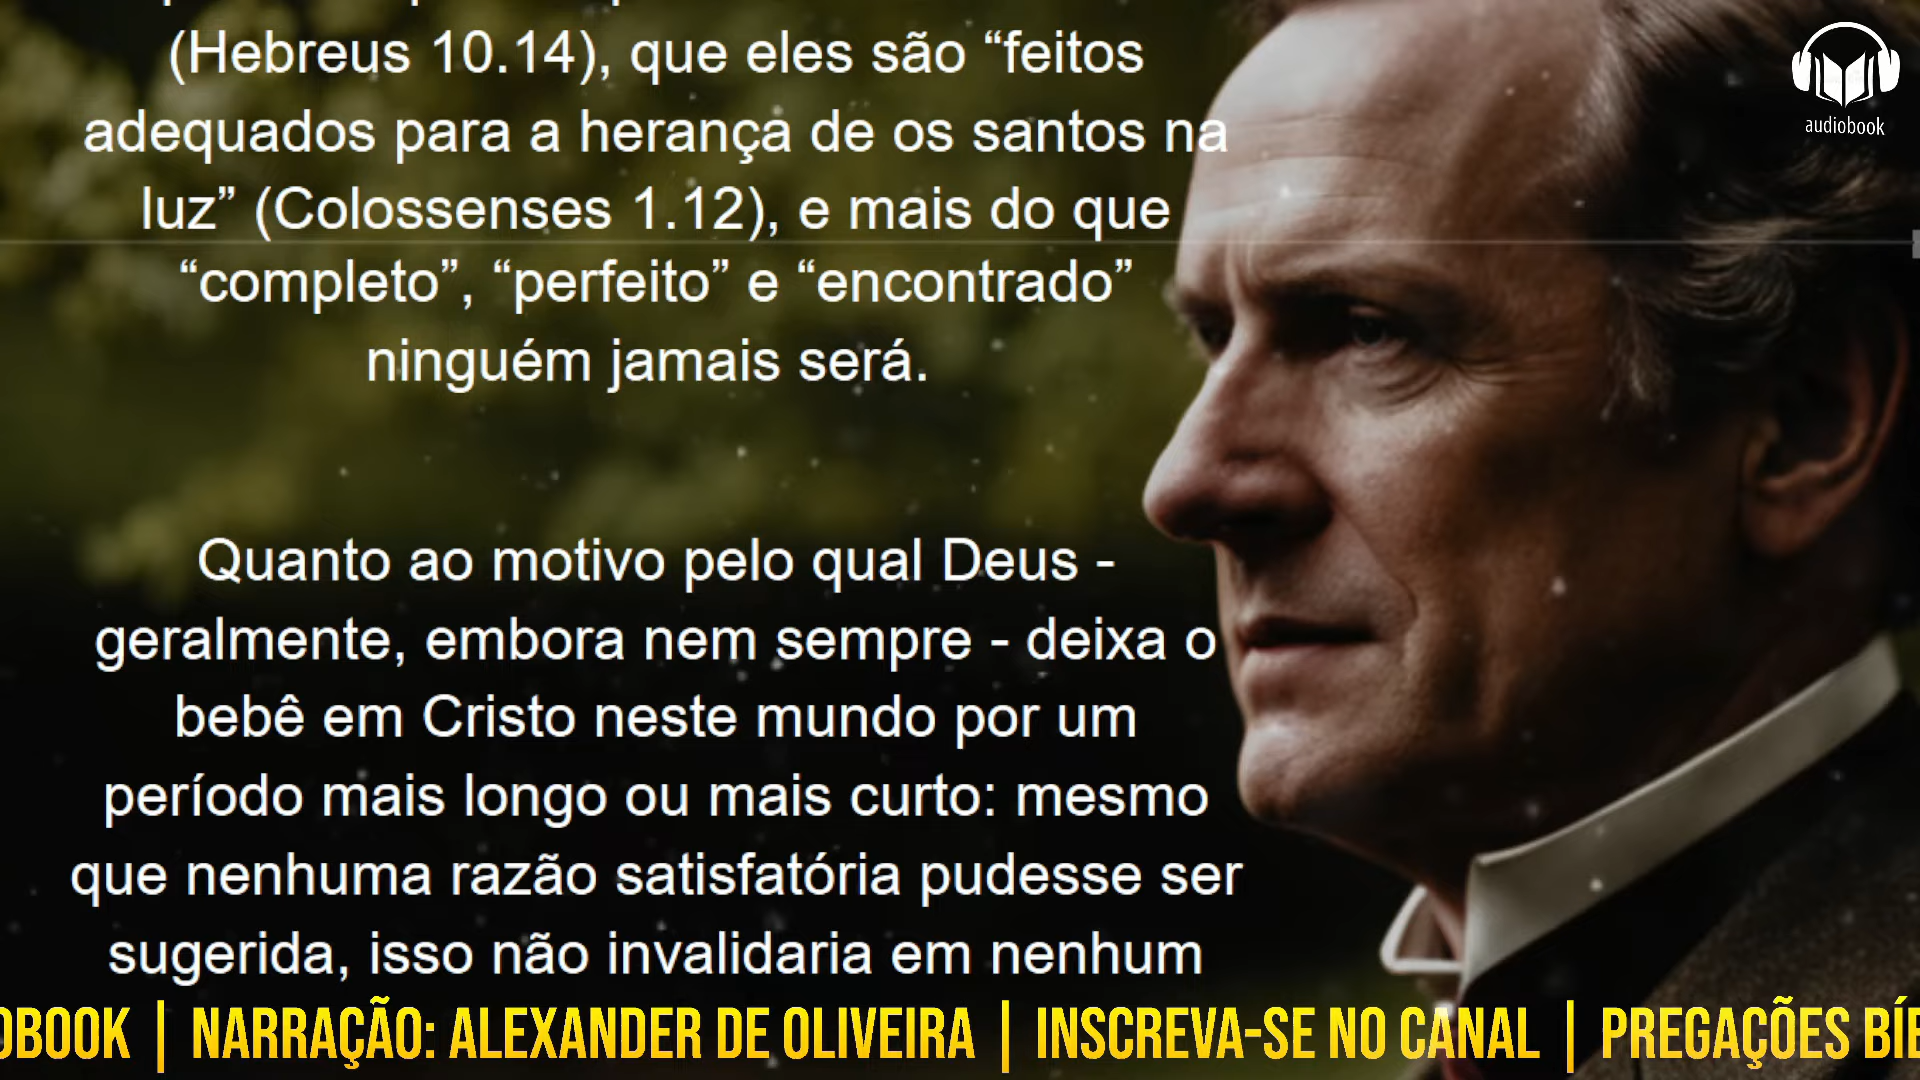 (Hebreus 10.14), que eles são “feitos
adequados para a herança de os santos na
luz” (Colossenses 1.12), e mais do que
“completo”, “perfeito” e “encontrado”
ninguém jamais será.
Quanto ao motivo pelo qual Deus -
geralmente, embora nem sempre - deixa o
bebê em Cristo neste mundo por um
período mais longo ou mais curto: mesmo
que nenhuma razão satisfatória pudesse ser
sugerida, isso não invalidaria em nenhum
audiobook
OBOOK | NARRAÇÃO: ALEXANDER DE OLIVEIRA | INSCREVA-SE NO CANAL | PREGAÇÕES BÍ